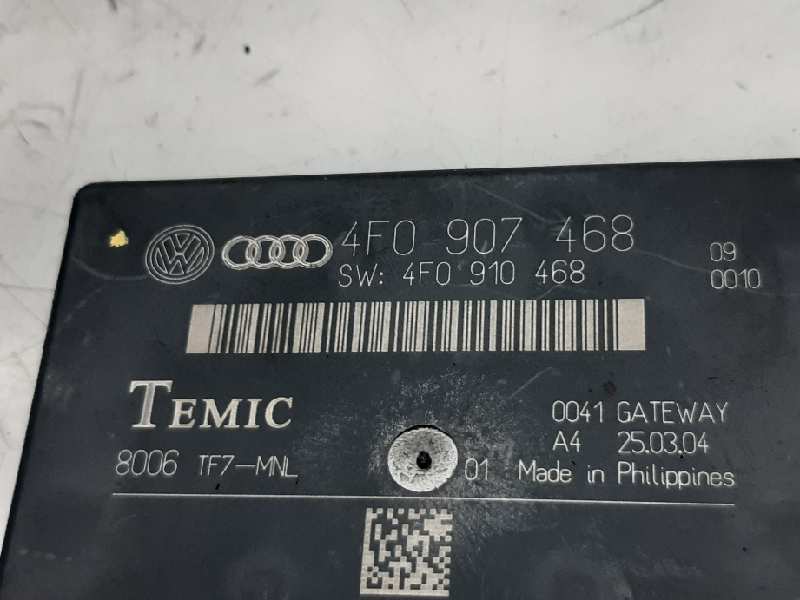 4F0 907 468
SW: 4F0 910 468
09
0010
TEMIC
0041 GATEWAY
A4 25.03.04
8006 TF7-MNL
01 Made in Philippines